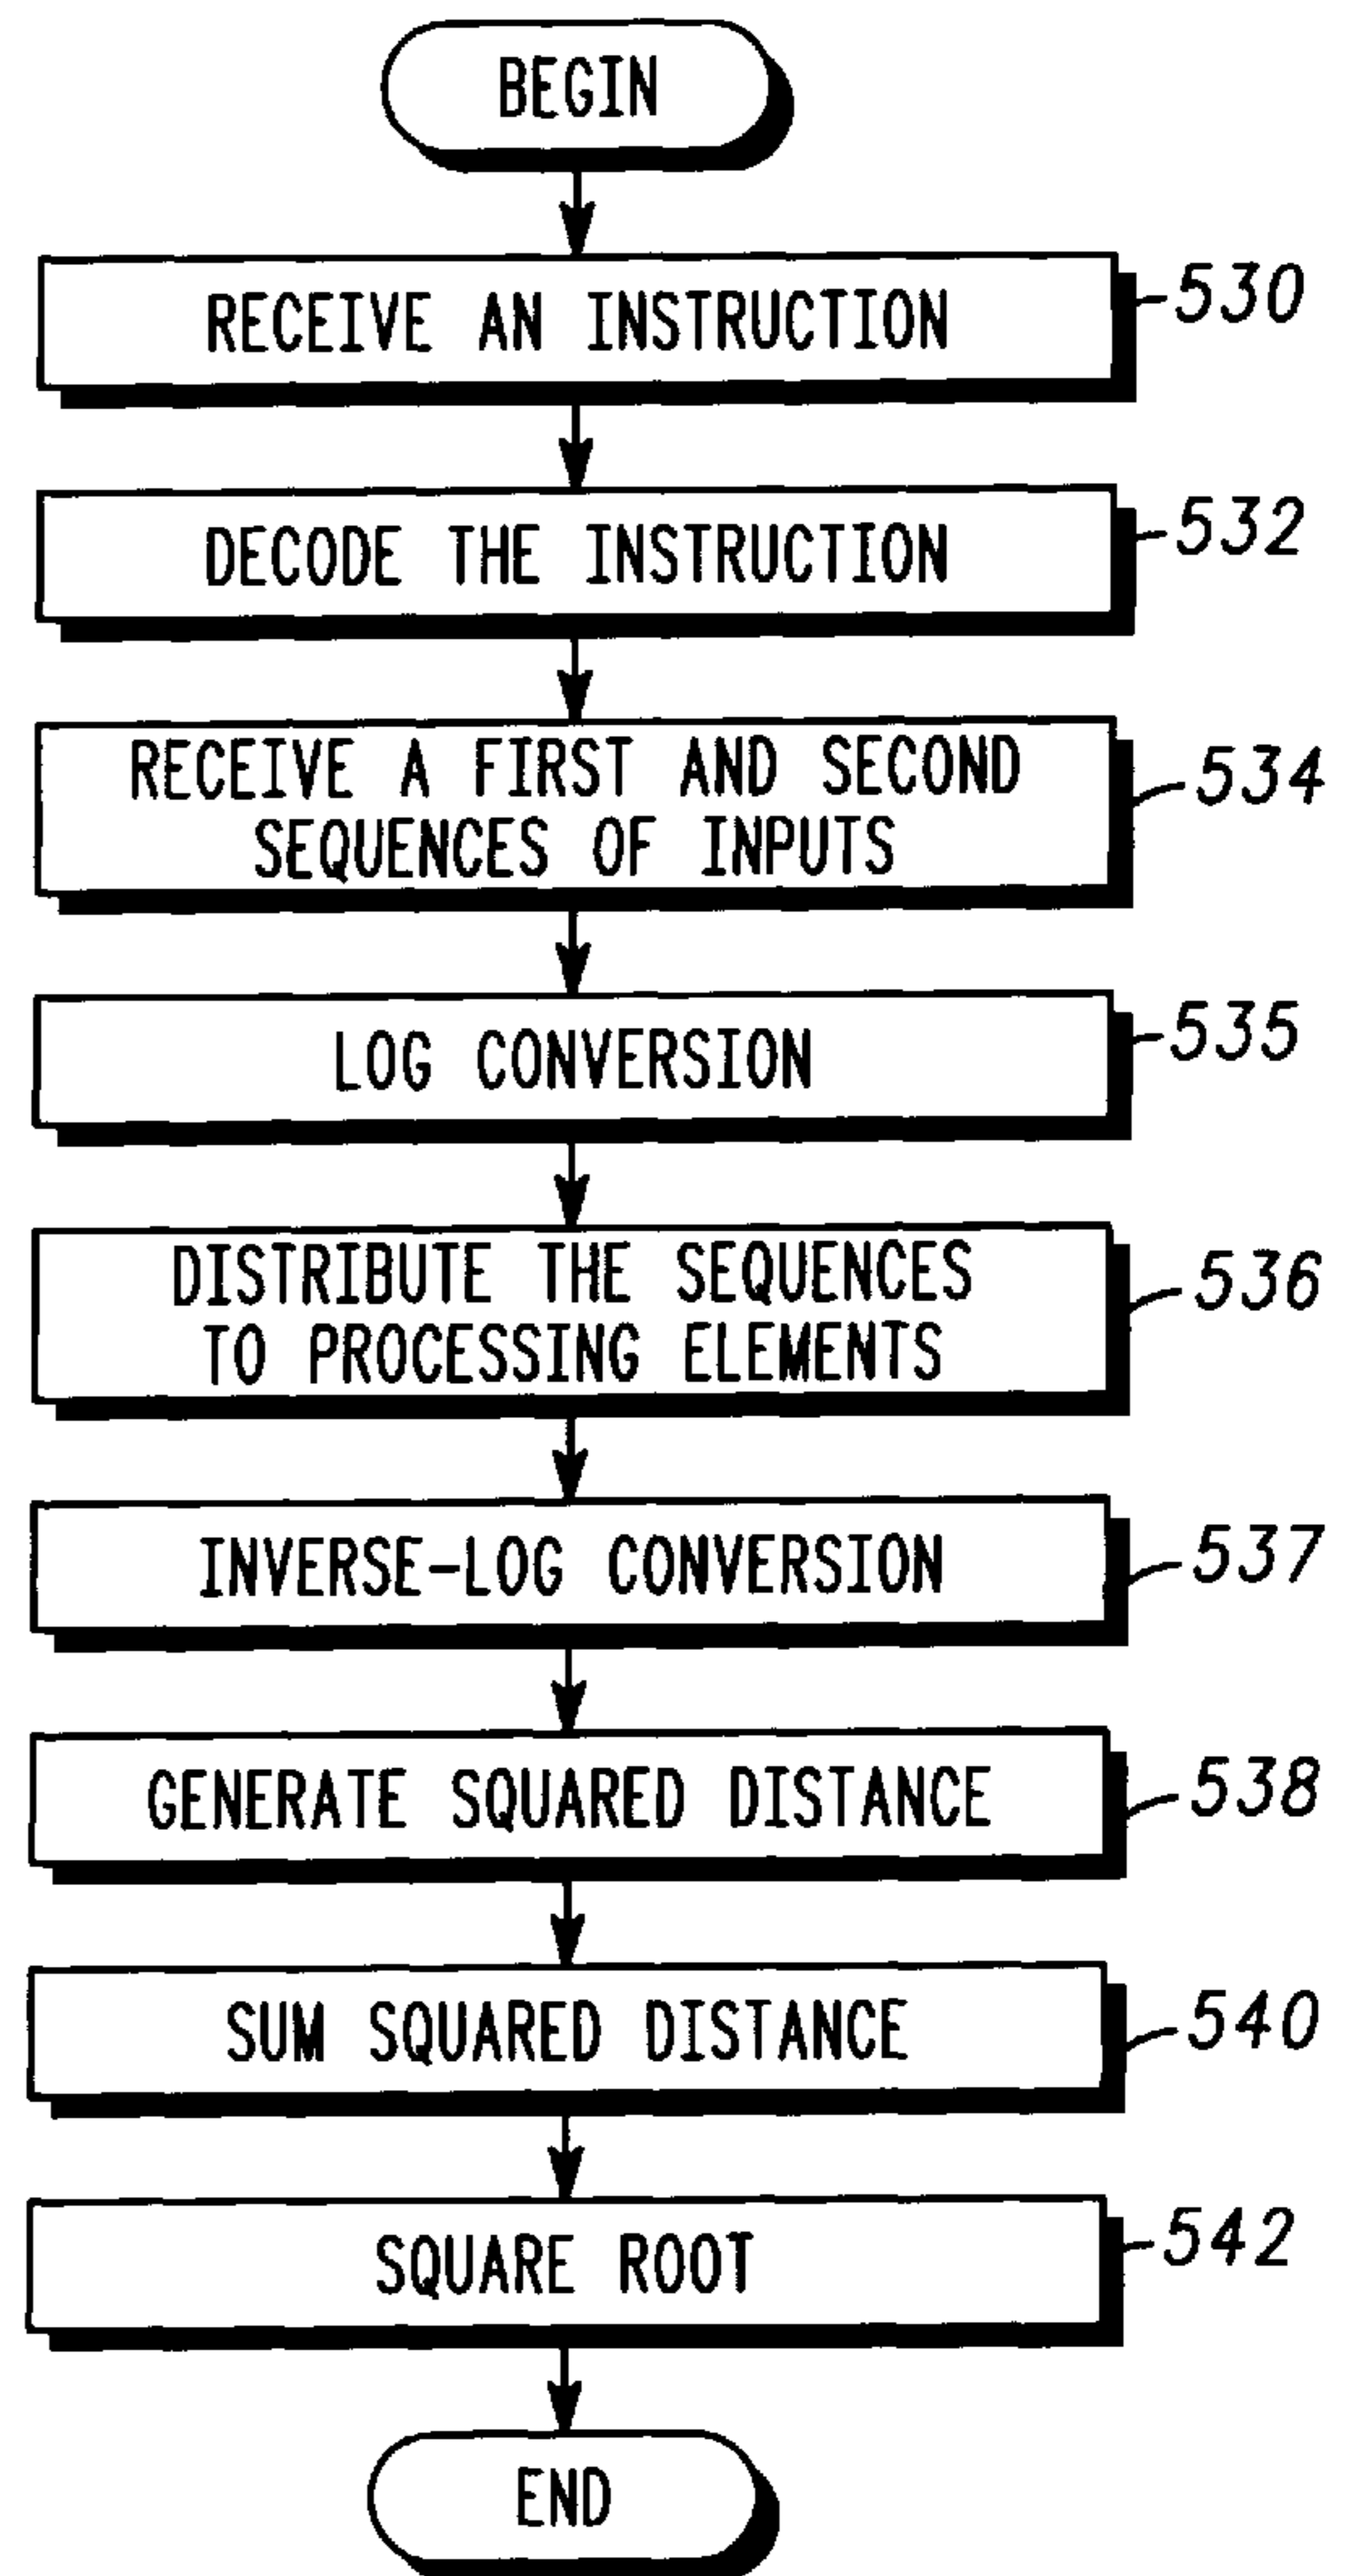 BEGIN
RECEIVE AN INSTRUCTION
530
DECODE THE INSTRUCTION
532
RECEIVE A FIRST AND SECOND
SEQUENCES OF INPUTS
534
LOG CONVERSION
535
DISTRIBUTE THE SEQUENCES
TO PROCESSING ELEMENTS
536
INVERSE-LOG CONVERSION
537
GENERATE SQUARED DISTANCE
538
SUM SQUARED DISTANCE
540
SQUARE ROOT
542
END